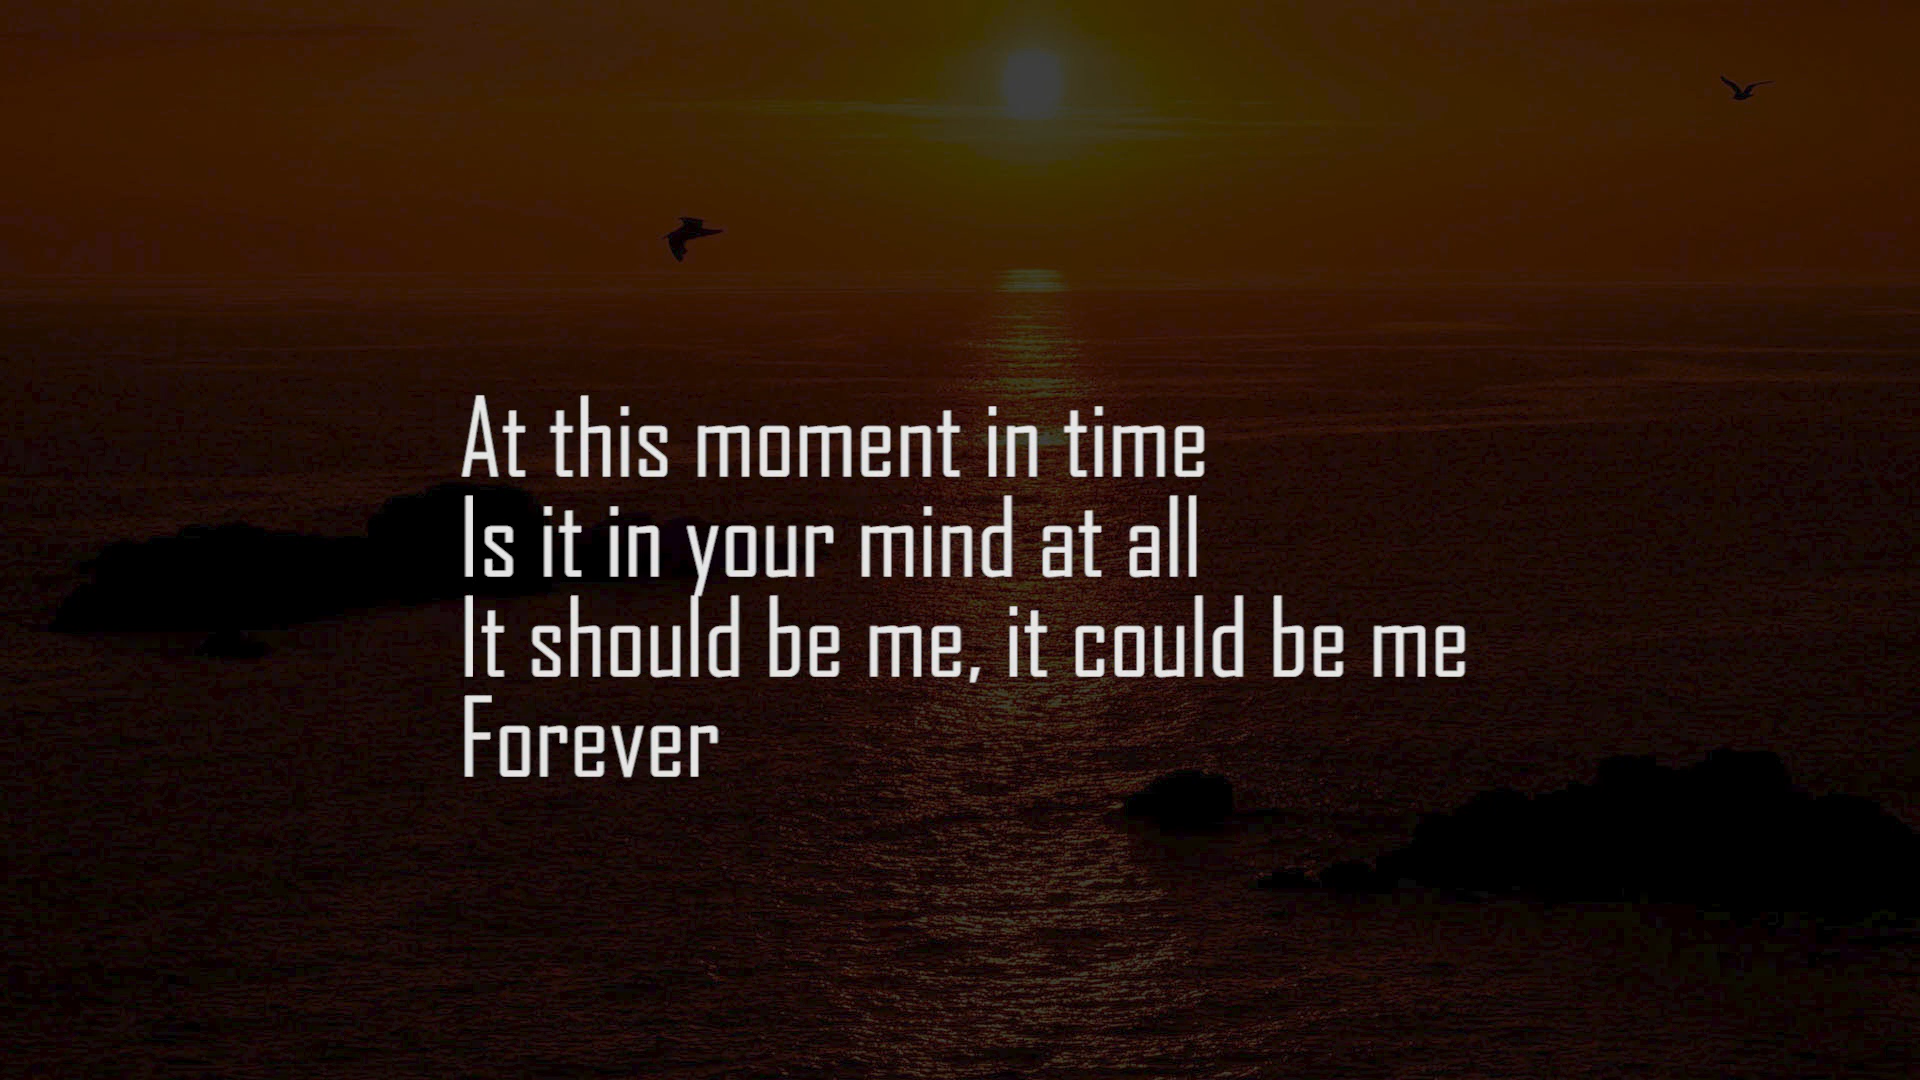 At this moment in time
Is it in your mind at all
It should be me, it could be me
Forever